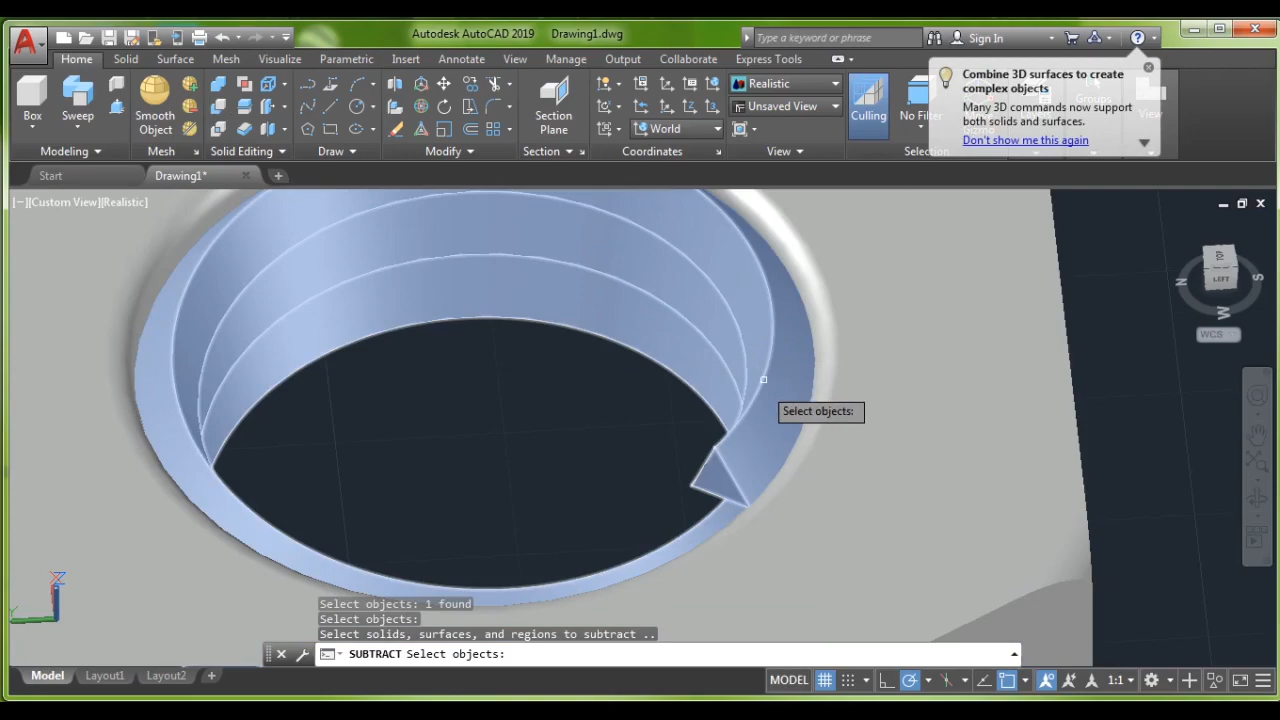 Autodesk AutoCAD 2019 Drawing1.dwg
Type a keyword or phrase
Sign In
Home Solid Surface Mesh Visualize Parametric Insert Annotate View Manage Output Collaborate Express Tools
Box
Sweep
Smooth
Object
Section
Plane
Realistic
Unsaved View
World
Culling
No Filter
Groups
Gizmo
View
Modeling
Mesh
Solid Editing
Draw
Modify
Section
Coordinates
View
Selection
Combine 3D surfaces to create
complex objects
Many 3D commands now support
both solids and surfaces.
Don't show me this again
Start
Drawing1*
[−][Custom View][Realistic]
TOP
LEFT
N
S
W
WCS
Select objects:
Z
Y
Select objects: 1 found
Select objects:
Select solids, surfaces, and regions to subtract ..
SUBTRACT Select objects:
Model Layout1 Layout2 +
MODEL
1:1